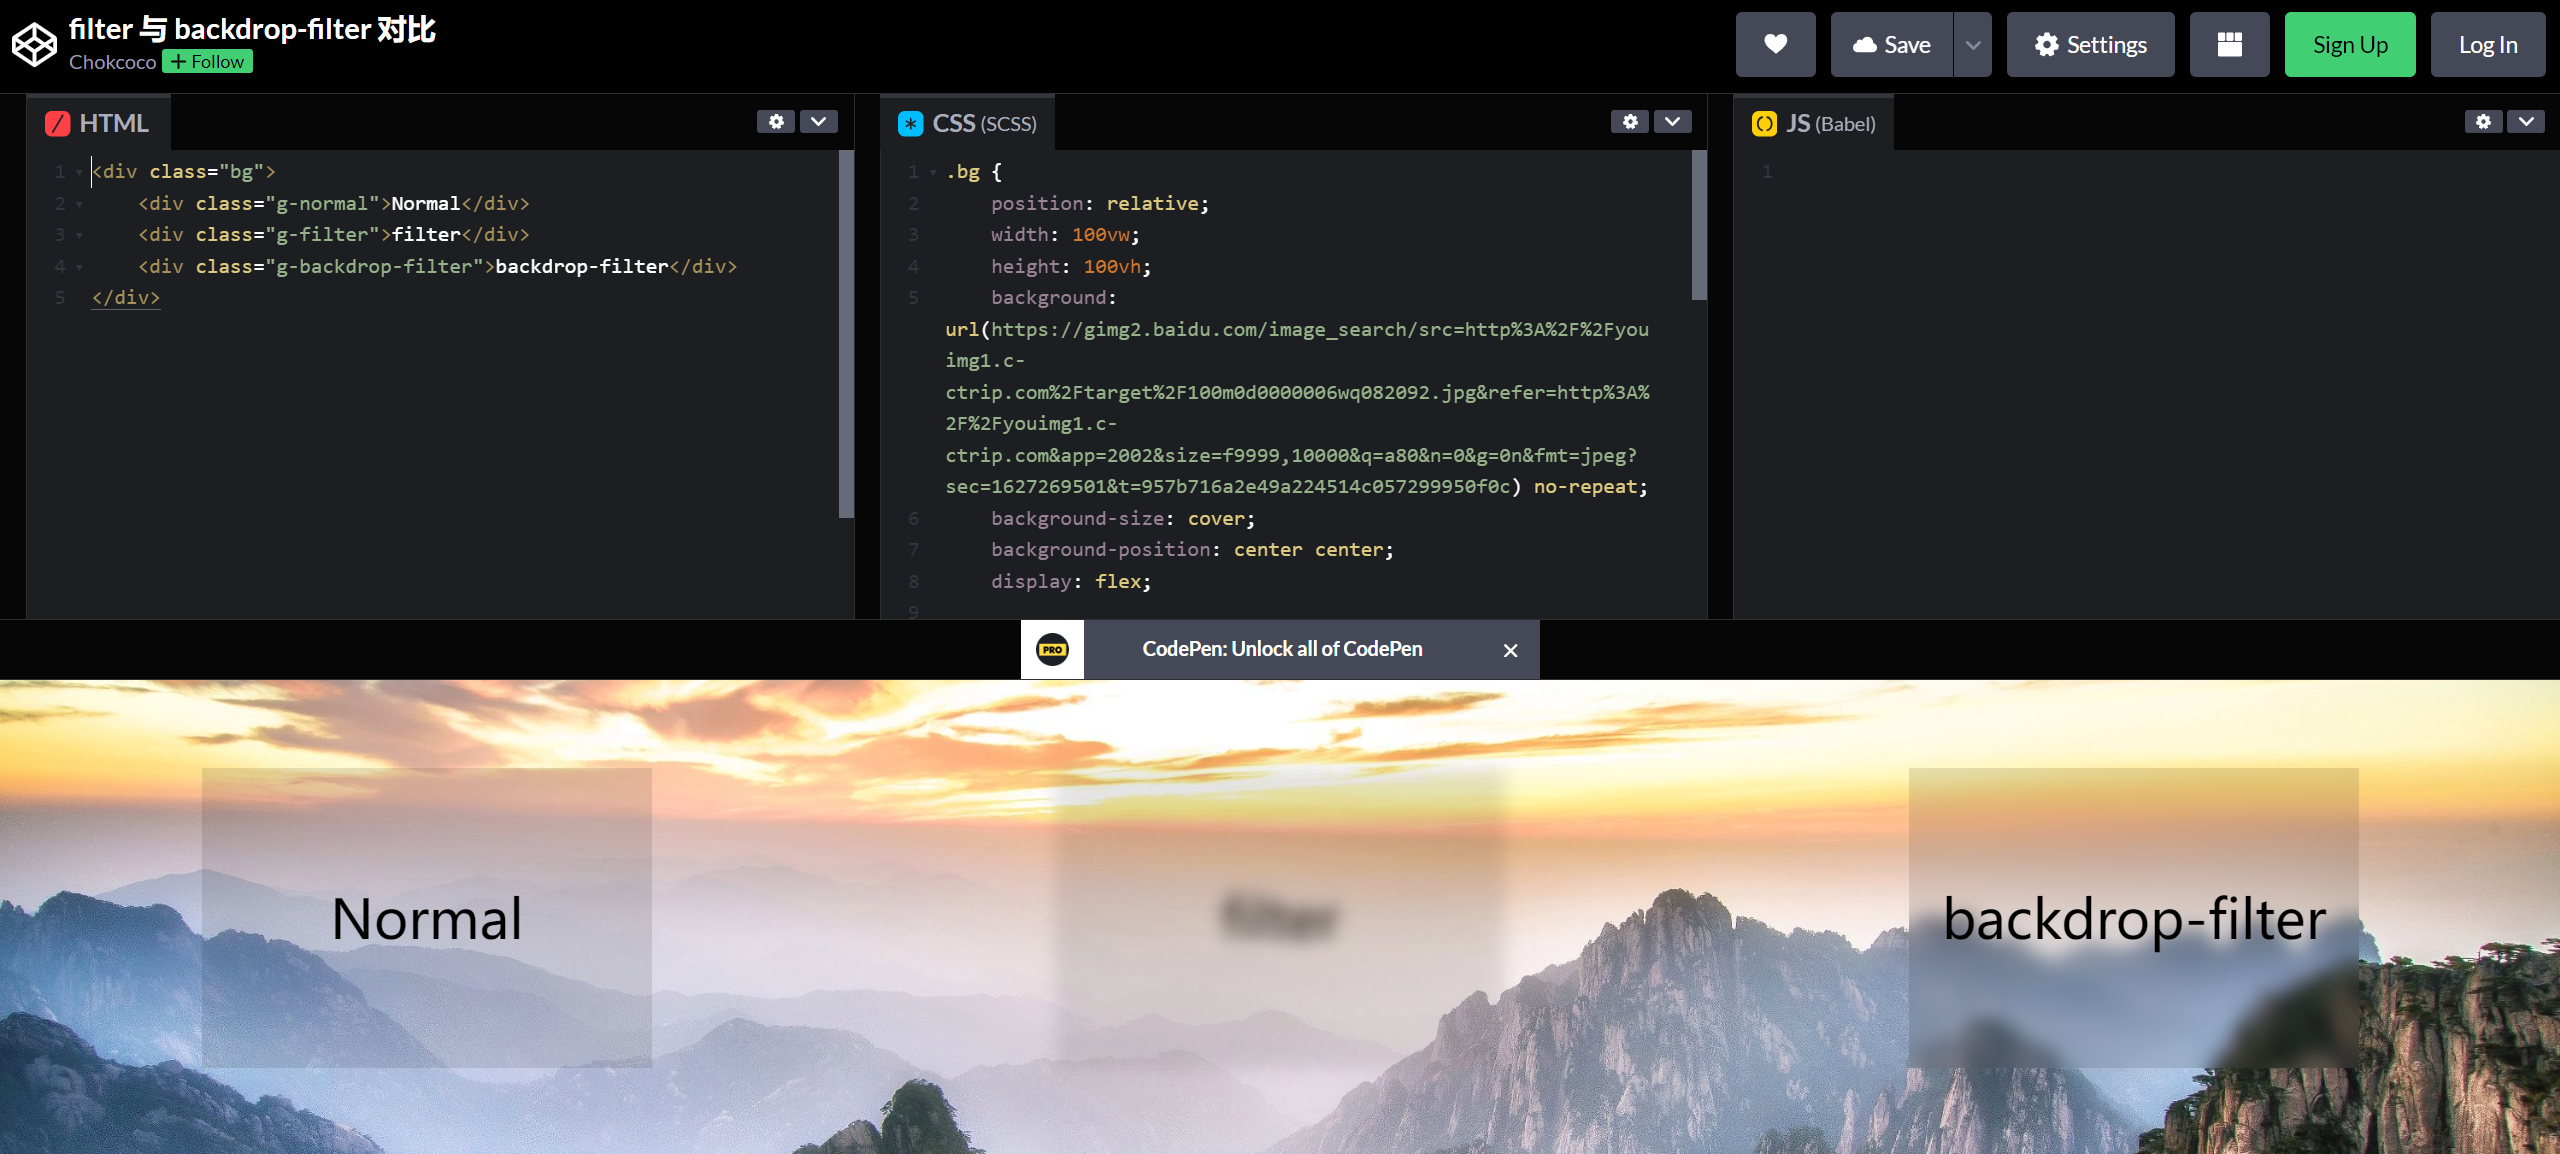 filter 与 backdrop-filter 对比
Chokcoco + Follow
Save
Settings
Sign Up
Log In
HTML
1 <div class="bg">
2 <div class="g-normal">Normal</div>
3 <div class="g-filter">filter</div>
4 <div class="g-backdrop-filter">backdrop-filter</div>
5 </div>
CSS (SCSS)
1 .bg {
2 position: relative;
3 width: 100vw;
4 height: 100vh;
5 background:
url(https://gimg2.baidu.com/image_search/src=http%3A%2F%2Fyou
img1.c-
ctrip.com%2Ftarget%2F100m0d0000006wq082092.jpg&refer=http%3A%
2F%2Fyouimg1.c-
ctrip.com&app=2002&size=f9999,10000&q=a80&n=0&g=0n&fmt=jpeg?
sec=1627269501&t=957b716a2e49a224514c057299950f0c) no-repeat;
6 background-size: cover;
7 background-position: center center;
8 display: flex;
9
JS (Babel)
1
PRO
CodePen: Unlock all of CodePen
Normal
filter
backdrop-filter